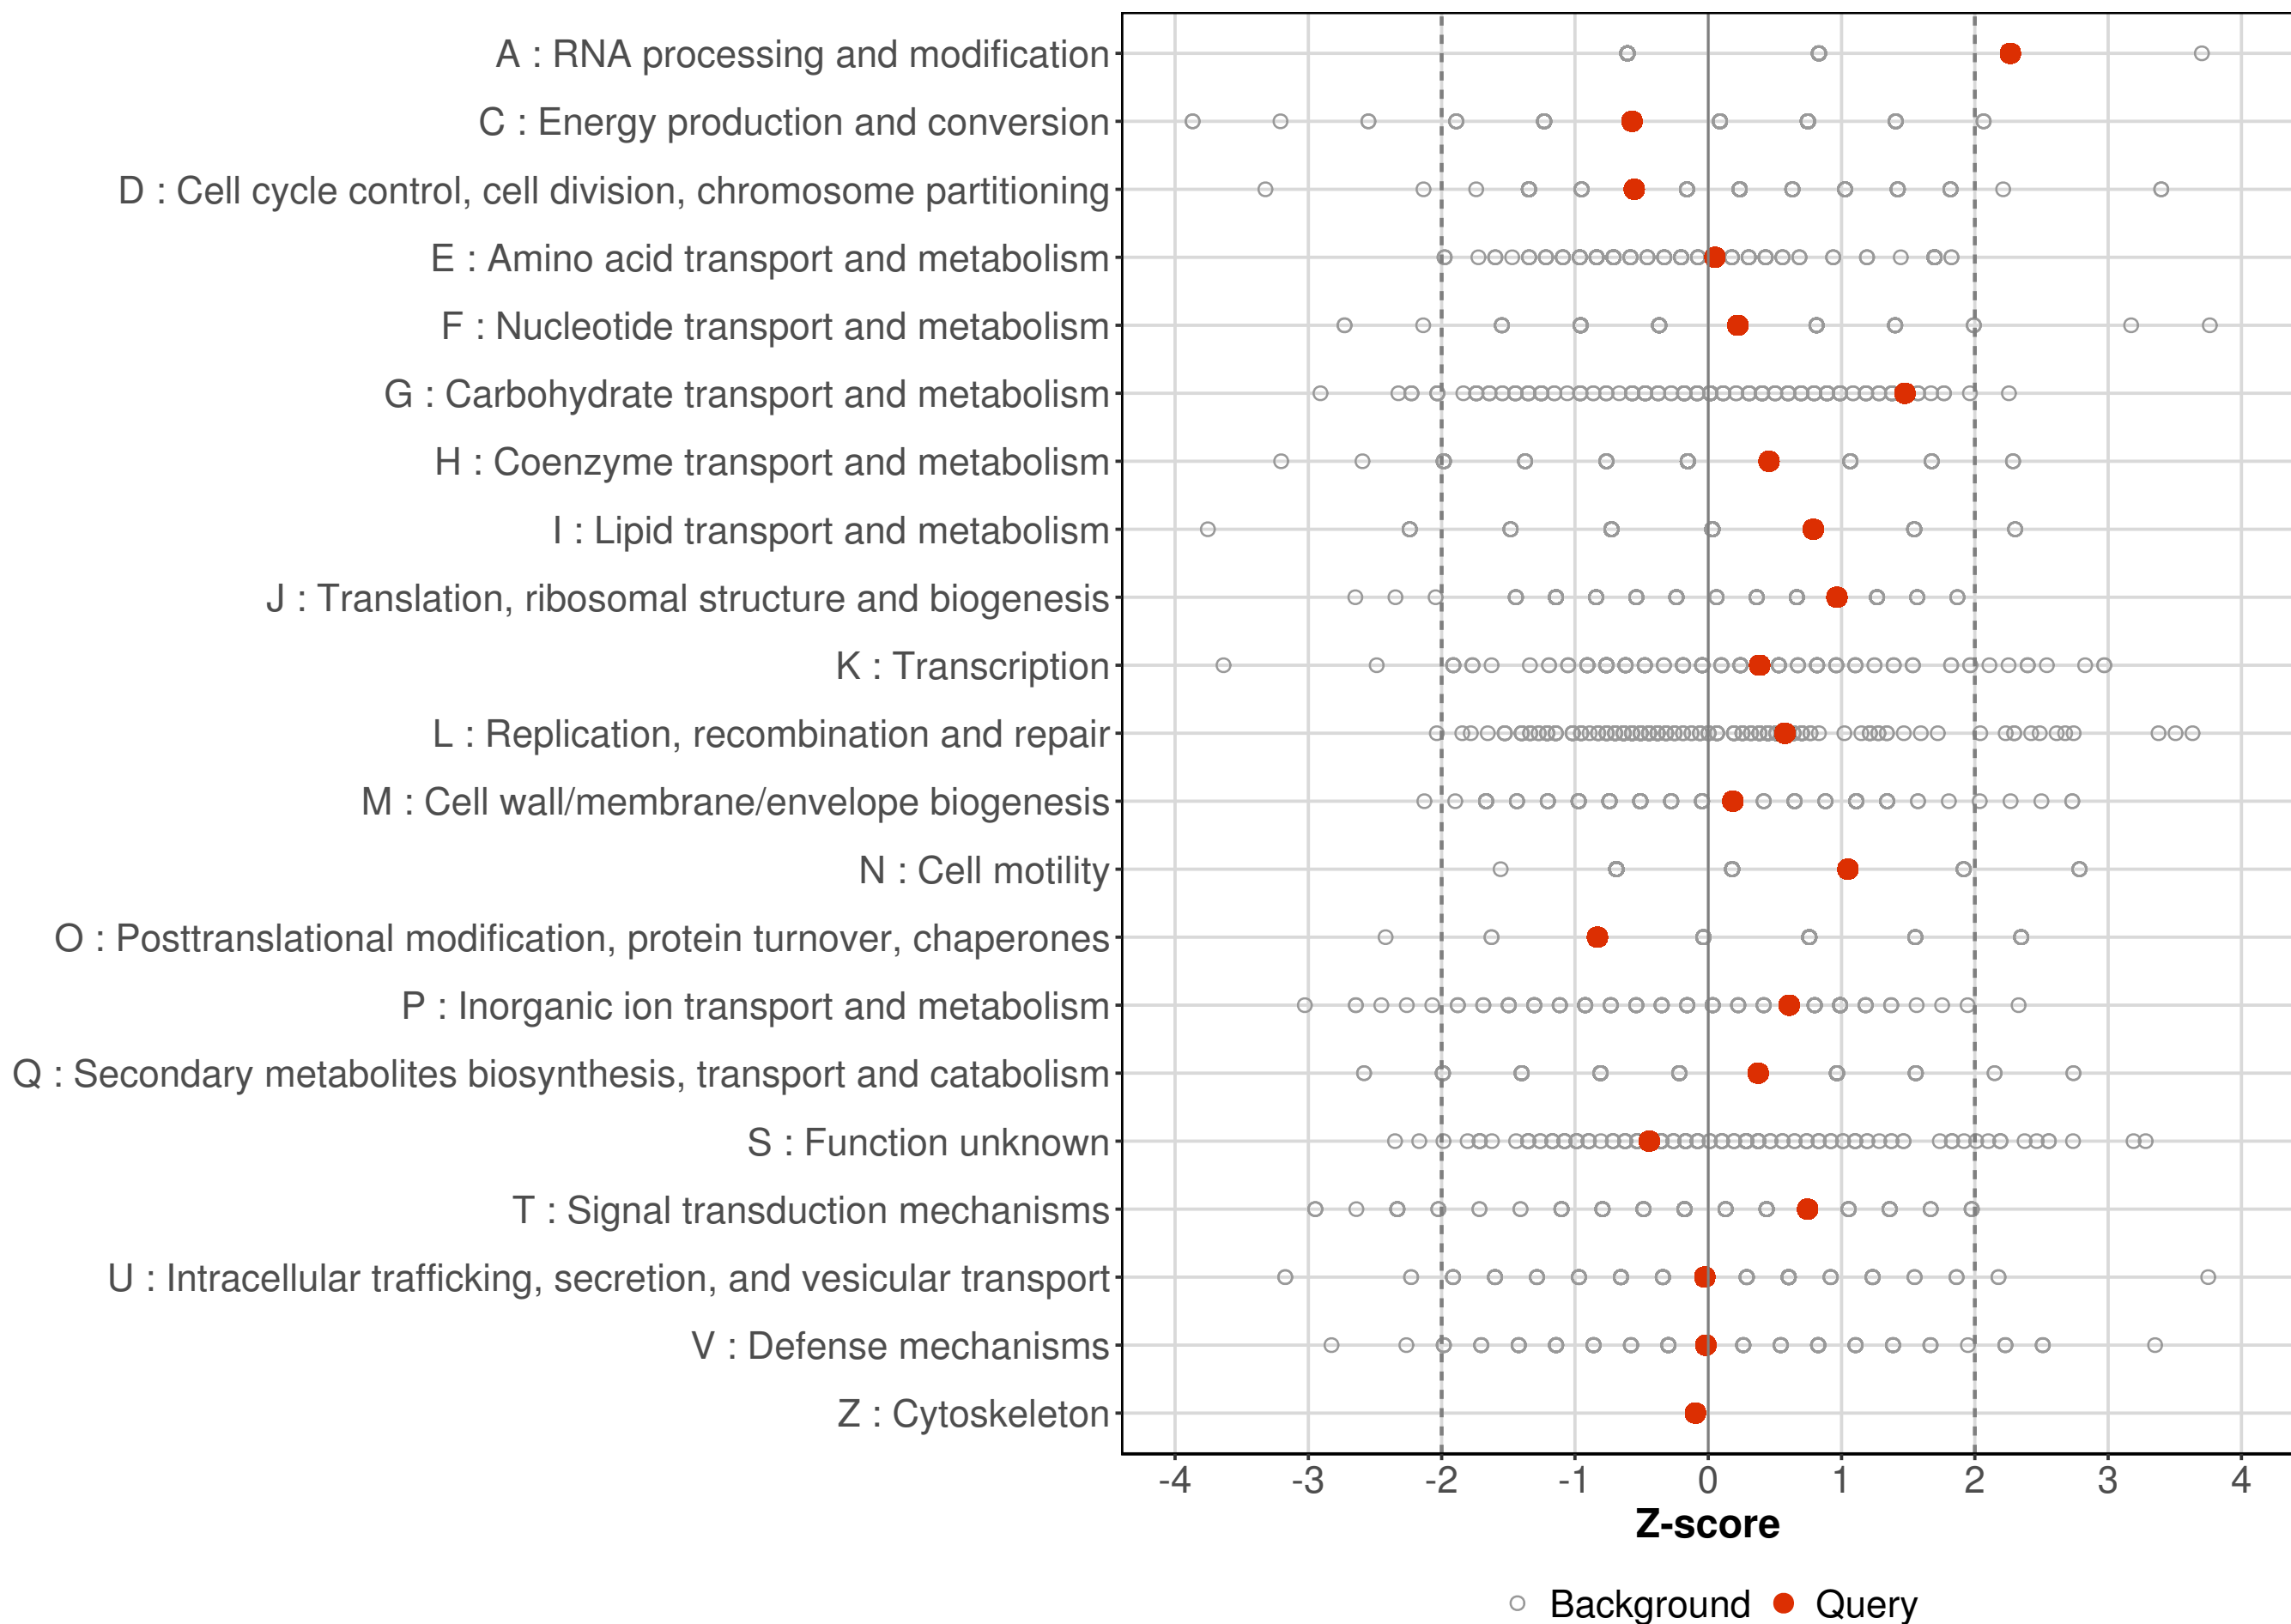 A : RNA processing and modification
C : Energy production and conversion
D : Cell cycle control, cell division, chromosome partitioning
E : Amino acid transport and metabolism
F : Nucleotide transport and metabolism
G : Carbohydrate transport and metabolism
H : Coenzyme transport and metabolism
I : Lipid transport and metabolism
J : Translation, ribosomal structure and biogenesis
K : Transcription
L : Replication, recombination and repair
M : Cell wall/membrane/envelope biogenesis
N : Cell motility
O : Posttranslational modification, protein turnover, chaperones
P : Inorganic ion transport and metabolism
Q : Secondary metabolites biosynthesis, transport and catabolism
S : Function unknown
T : Signal transduction mechanisms
U : Intracellular trafficking, secretion, and vesicular transport
V : Defense mechanisms
Z : Cytoskeleton
-4 -3 -2 -1 0 1 2 3 4
Z-score
Background Query